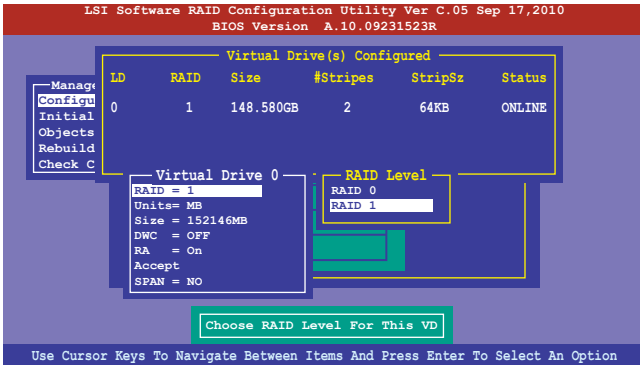 LSI Software RAID Configuration Utility Ver C.05 Sep 17,2010
BIOS Version A.10.09231523R
Virtual Drive(s) Configured
LD RAID Size #Stripes StripSz Status
0 1 148.580GB 2 64KB ONLINE
Manage
Configu
Initial
Objects
Rebuild
Check C
Virtual Drive 0
RAID = 1
Units= MB
Size = 152146MB
DWC = OFF
RA = On
Accept
SPAN = NO
RAID Level
RAID 0
RAID 1
Choose RAID Level For This VD
Use Cursor Keys To Navigate Between Items And Press Enter To Select An Option